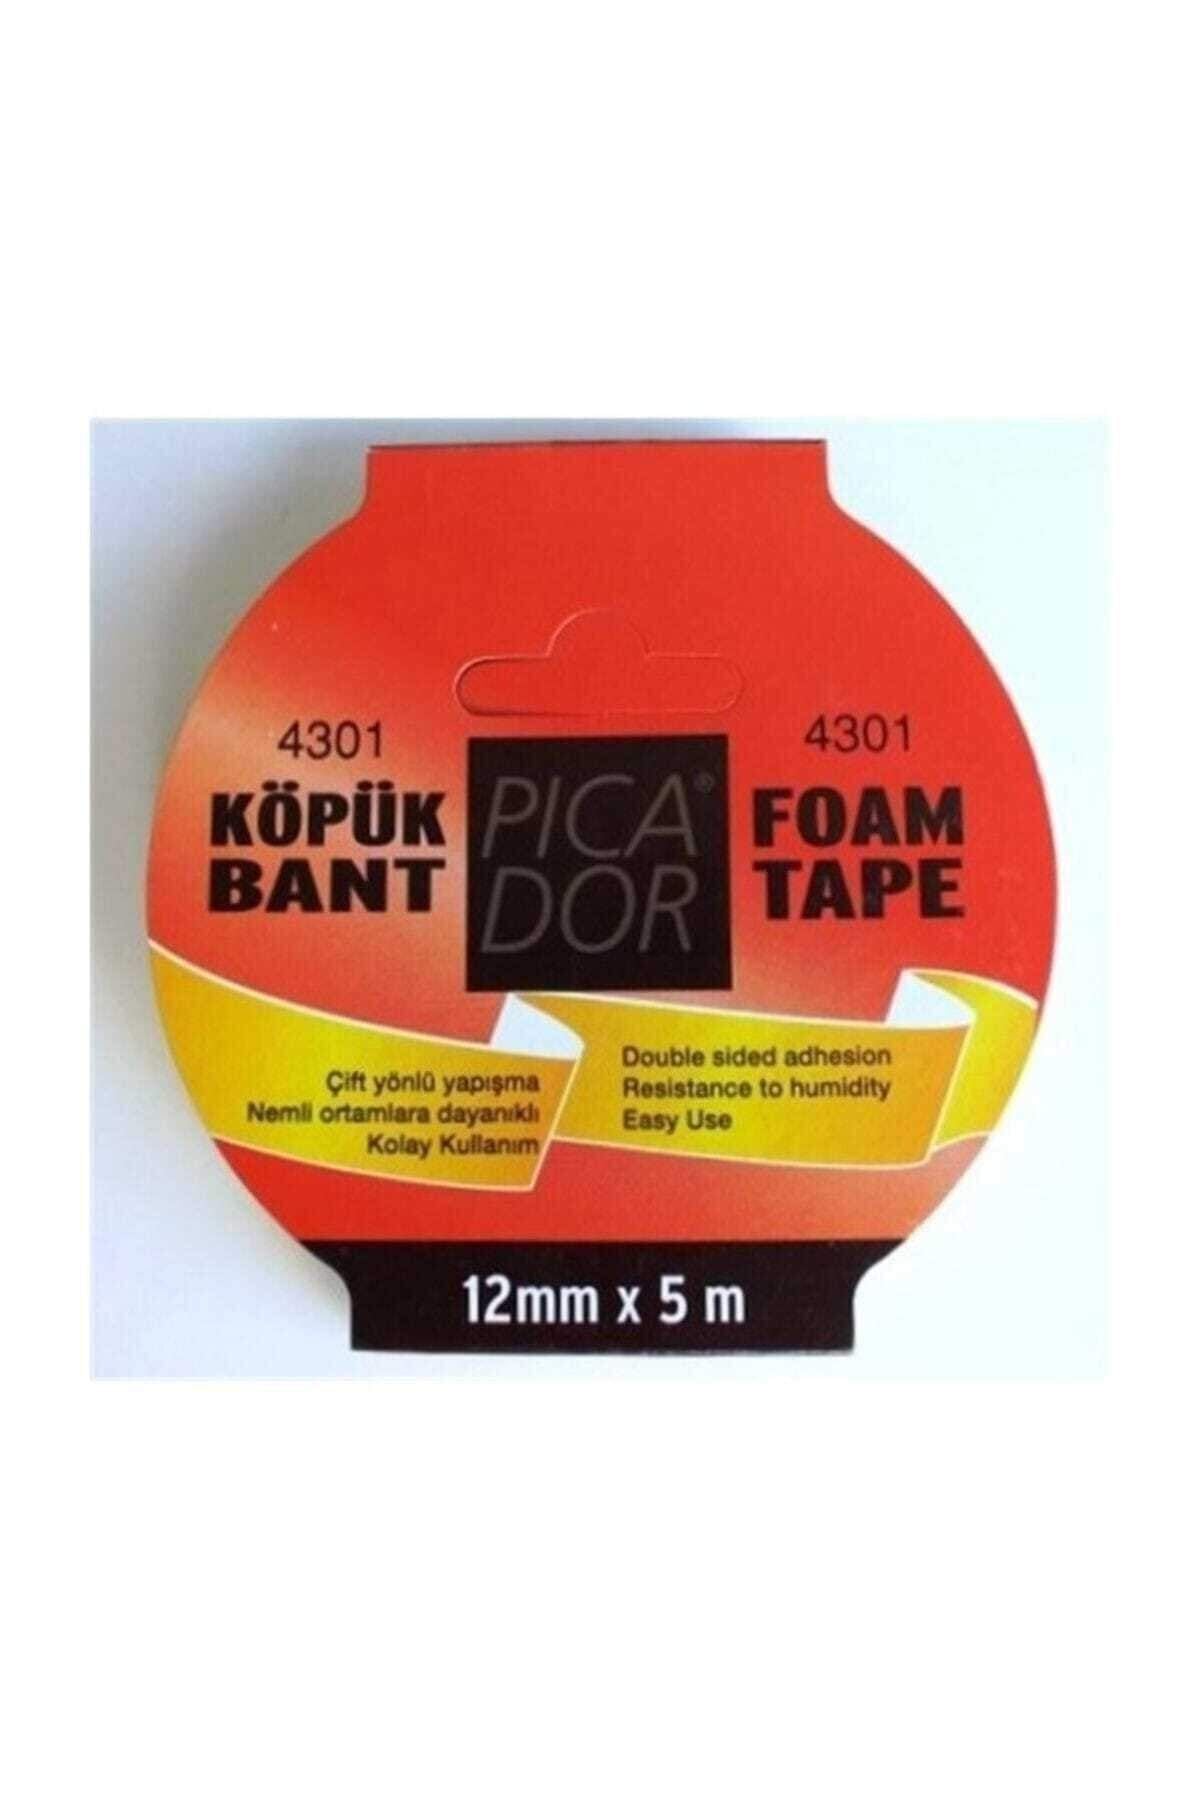 4301
KÖPÜK
BANT
PICA®
DOR
4301
FOAM
TAPE
Çift yönlü yapışma
Nemli ortamlara dayanıklı
Kolay Kullanım
Double sided adhesion
Resistance to humidity
Easy Use
12mm x 5 m